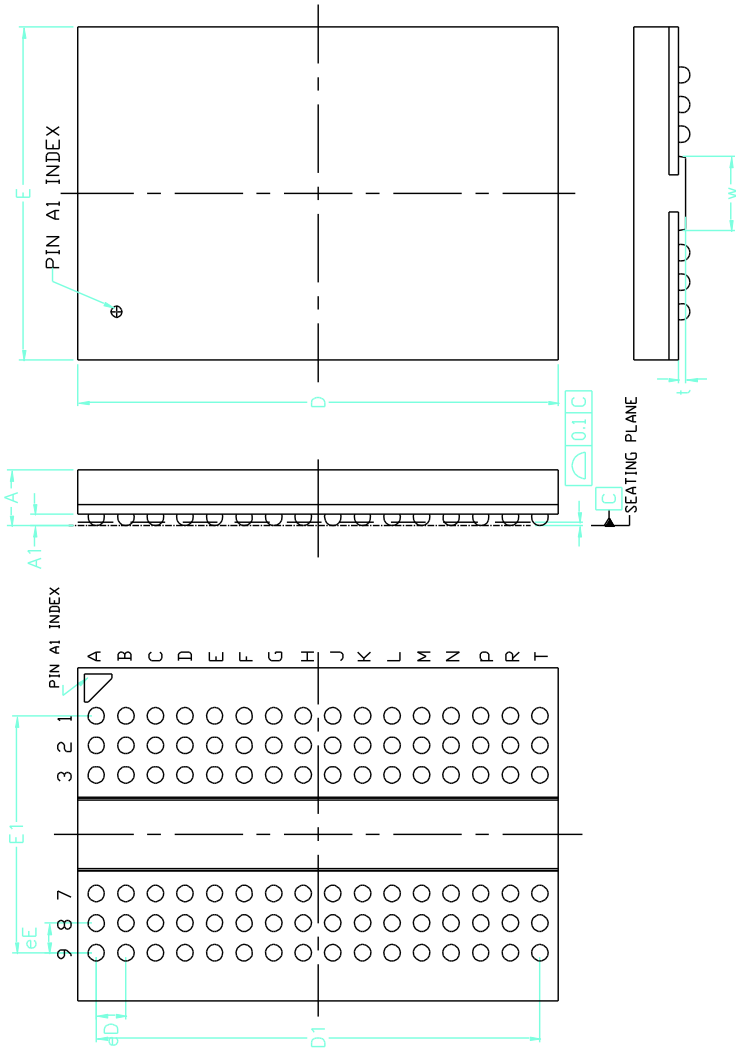 PIN A1 INDEX
E
D
w
t
A
A1
0.1 C
C
SEATING PLANE
PIN A1 INDEX
A B C D E F G H J K L M N P R T
1
2
3
7
8
9
E1
eE
eD
D1